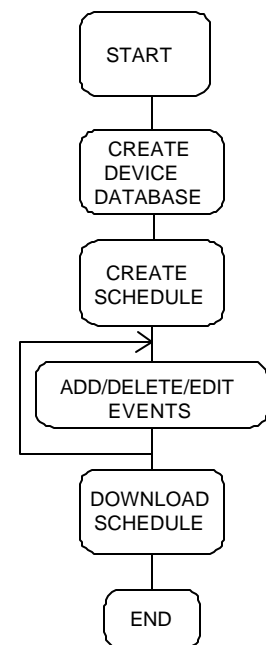 START
CREATE
DEVICE
DATABASE
CREATE
SCHEDULE
ADD/DELETE/EDIT
EVENTS
DOWNLOAD
SCHEDULE
END